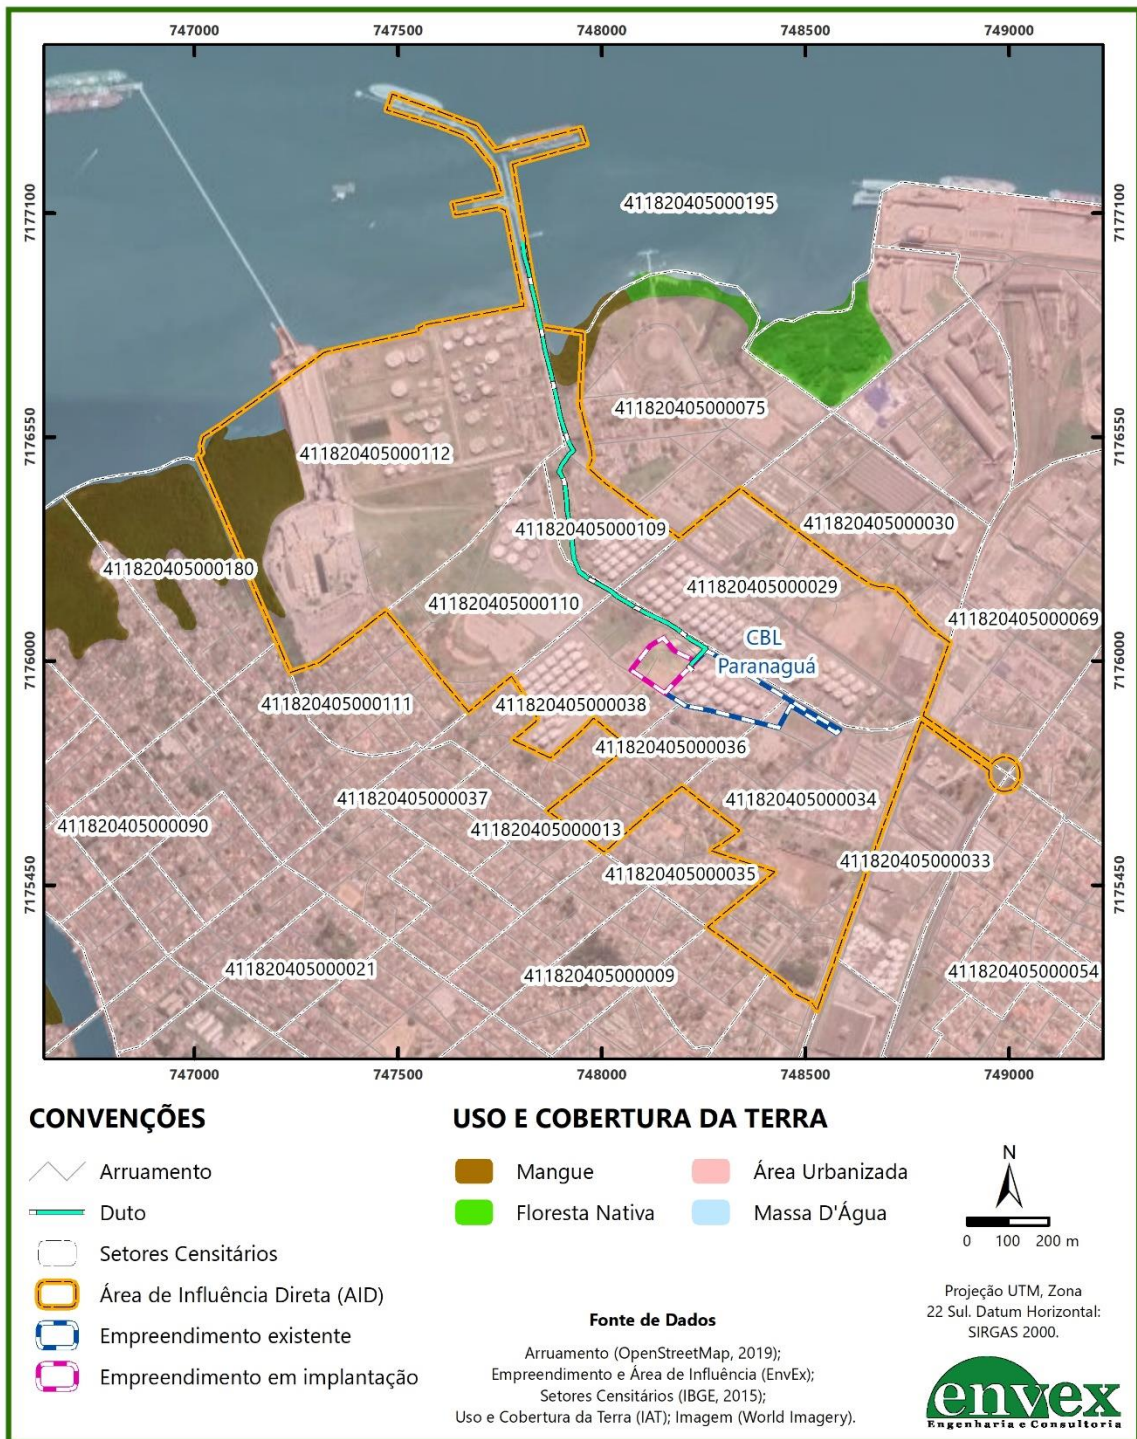 747000 747500 748000 748500 749000
7177100
7177100
411820405000195
411820405000075
7176550
7176550
411820405000112
411820405000109
411820405000030
411820405000180
411820405000029
411820405000110
411820405000069
CBL
Paranaguá
7176000
7176000
411820405000111
411820405000038
411820405000036
411820405000037
411820405000034
411820405000090
411820405000013
411820405000033
411820405000035
7175450
7175450
411820405000021
411820405000009
411820405000054
747000 747500 748000 748500 749000
CONVENÇÕES
Arruamento
Duto
Setores Censitários
Área de Influência Direta (AID)
Empreendimento existente
Empreendimento em implantação
USO E COBERTURA DA TERRA
Mangue
Área Urbanizada
Floresta Nativa
Massa D'Água
Fonte de Dados
Arruamento (OpenStreetMap, 2019);
Empreendimento e Área de Influência (EnvEx);
Setores Censitários (IBGE, 2015);
Uso e Cobertura da Terra (IAT); Imagem (World Imagery).
N
0 100 200 m
Projeção UTM, Zona
22 Sul. Datum Horizontal:
SIRGAS 2000.
envex
Engenharia e Consultoria